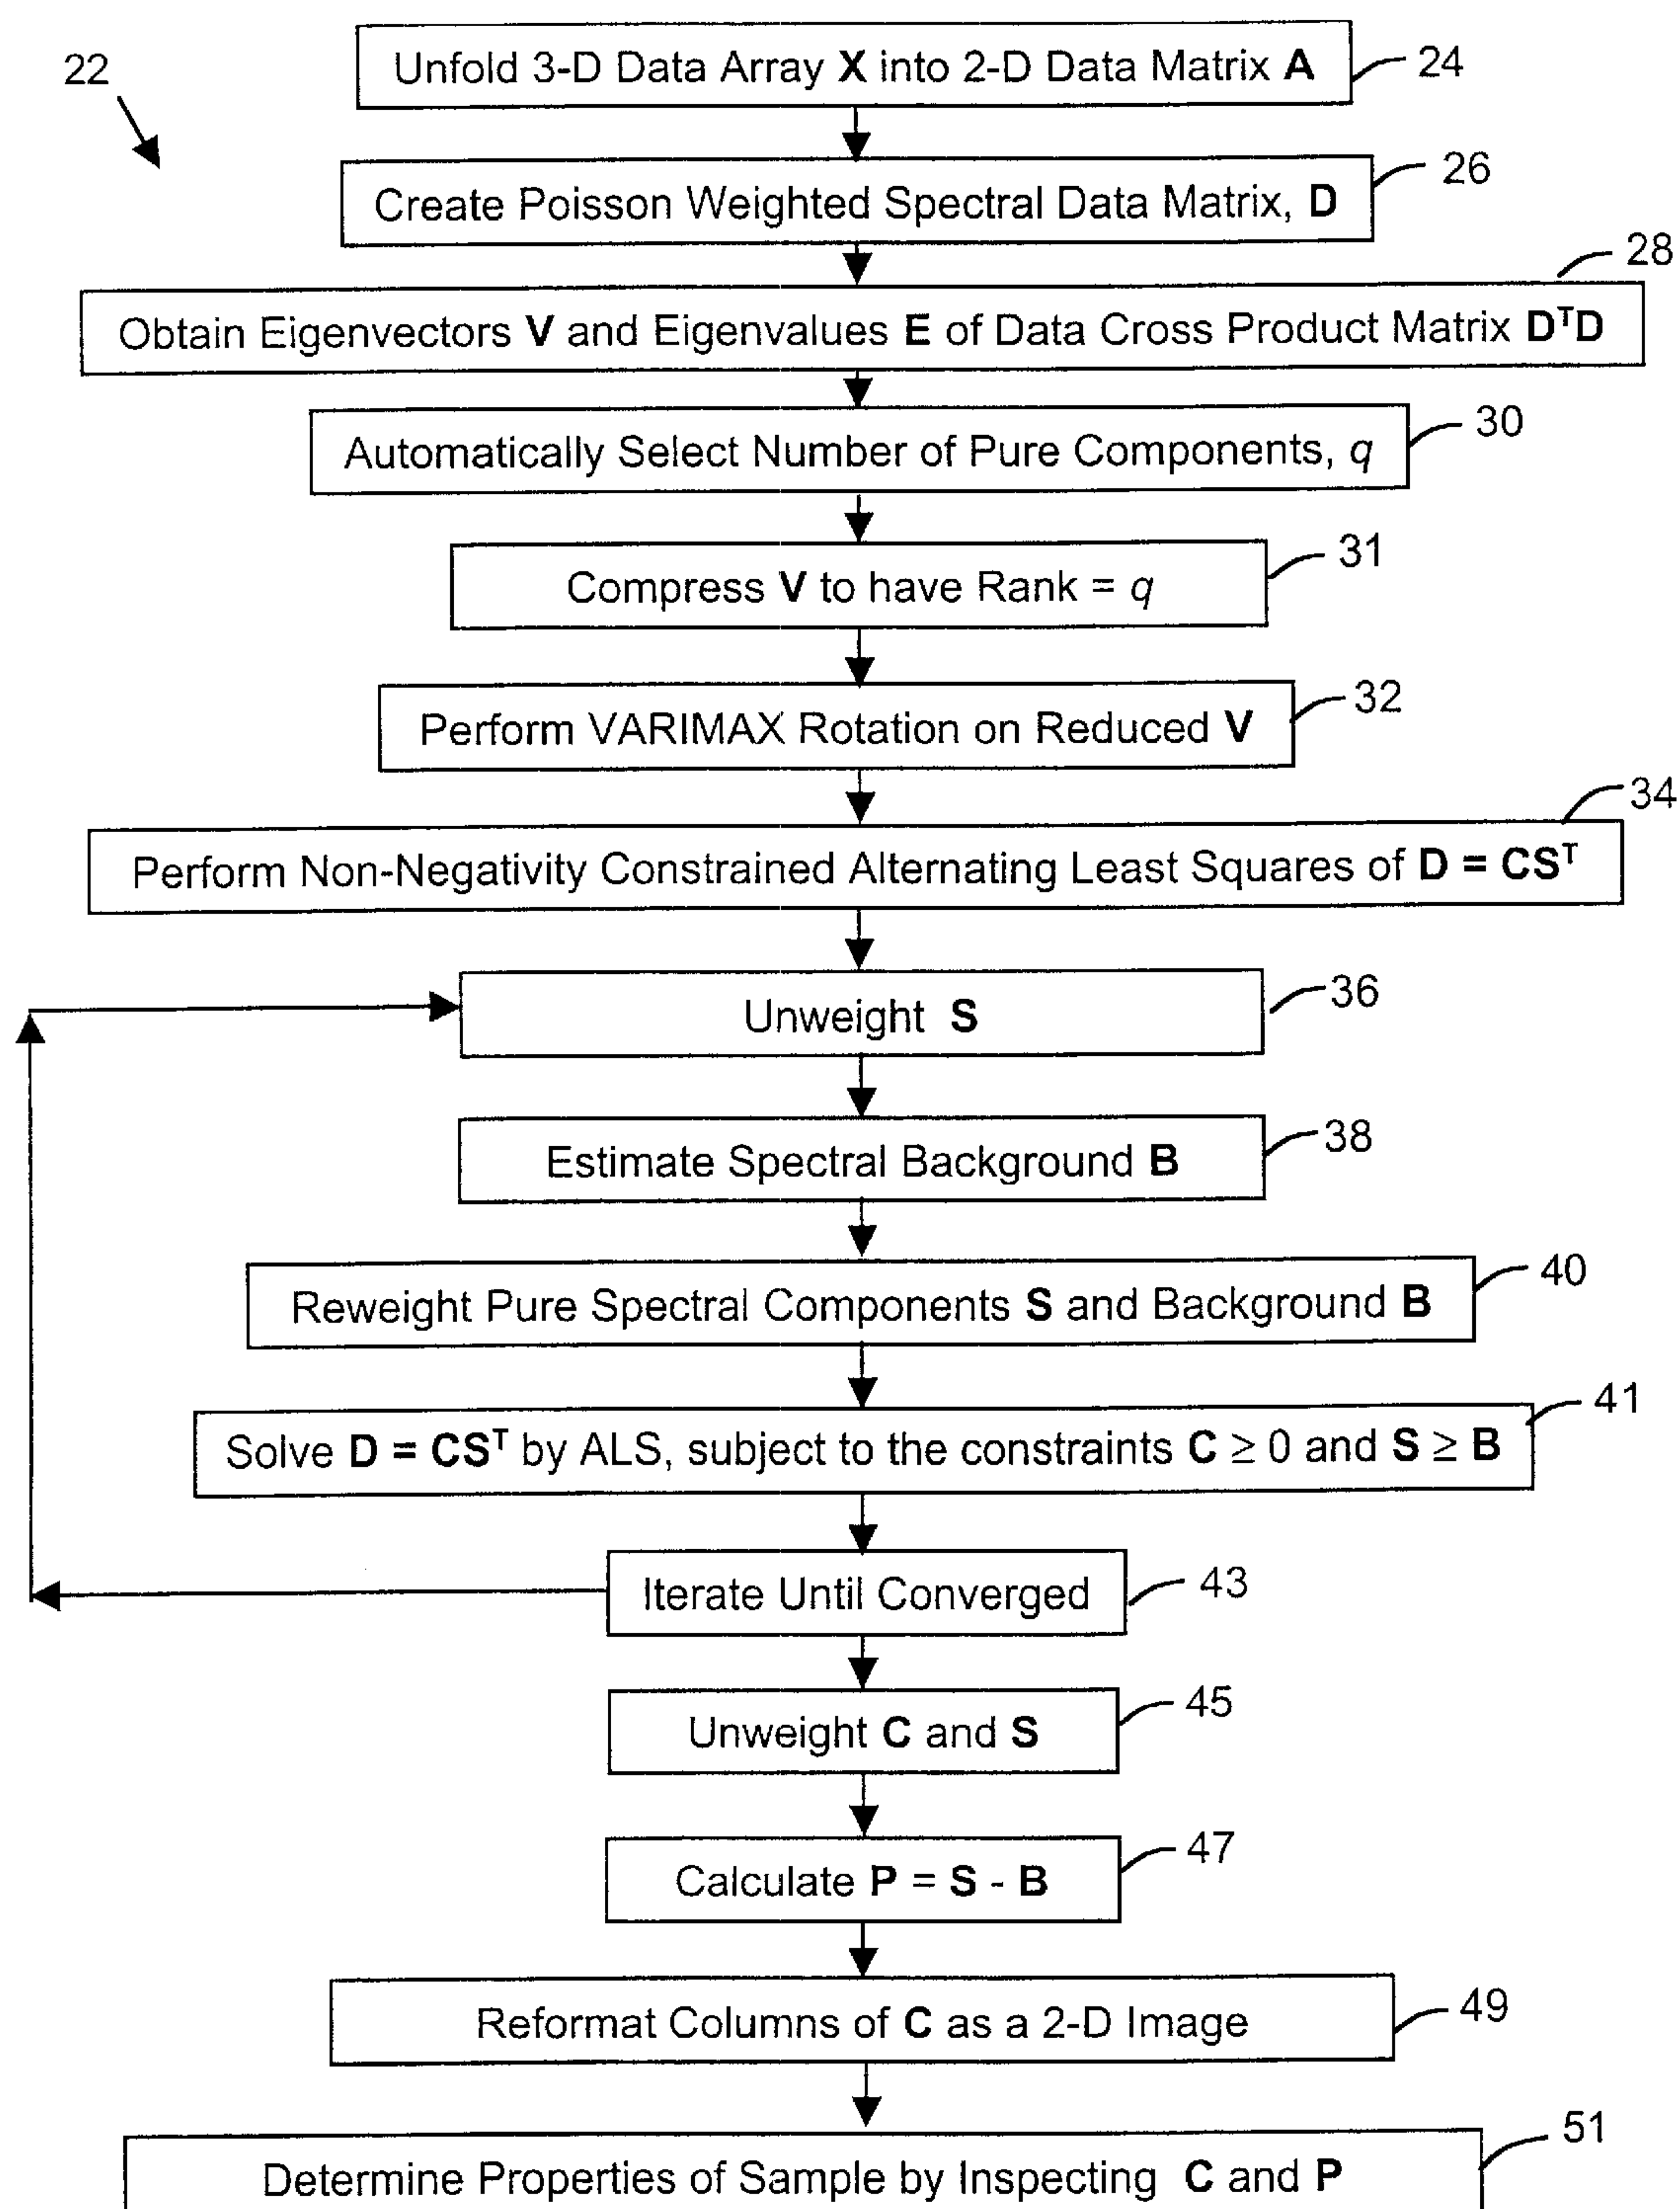 22
Unfold 3-D Data Array X into 2-D Data Matrix A
24
Create Poisson Weighted Spectral Data Matrix, D
26
Obtain Eigenvectors V and Eigenvalues E of Data Cross Product Matrix DᵀD
28
Automatically Select Number of Pure Components, q
30
Compress V to have Rank = q
31
Perform VARIMAX Rotation on Reduced V
32
Perform Non-Negativity Constrained Alternating Least Squares of D = CSᵀ
34
Unweight S
36
Estimate Spectral Background B
38
Reweight Pure Spectral Components S and Background B
40
Solve D = CSᵀ by ALS, subject to the constraints C ≥ 0 and S ≥ B
41
Iterate Until Converged
43
Unweight C and S
45
Calculate P = S - B
47
Reformat Columns of C as a 2-D Image
49
Determine Properties of Sample by Inspecting C and P
51